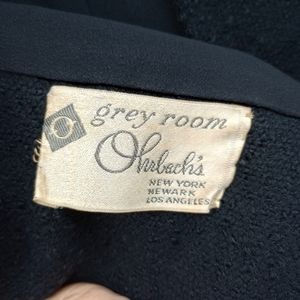 grey room
Ohrbach's
NEW YORK
NEWARK
LOS ANGELES